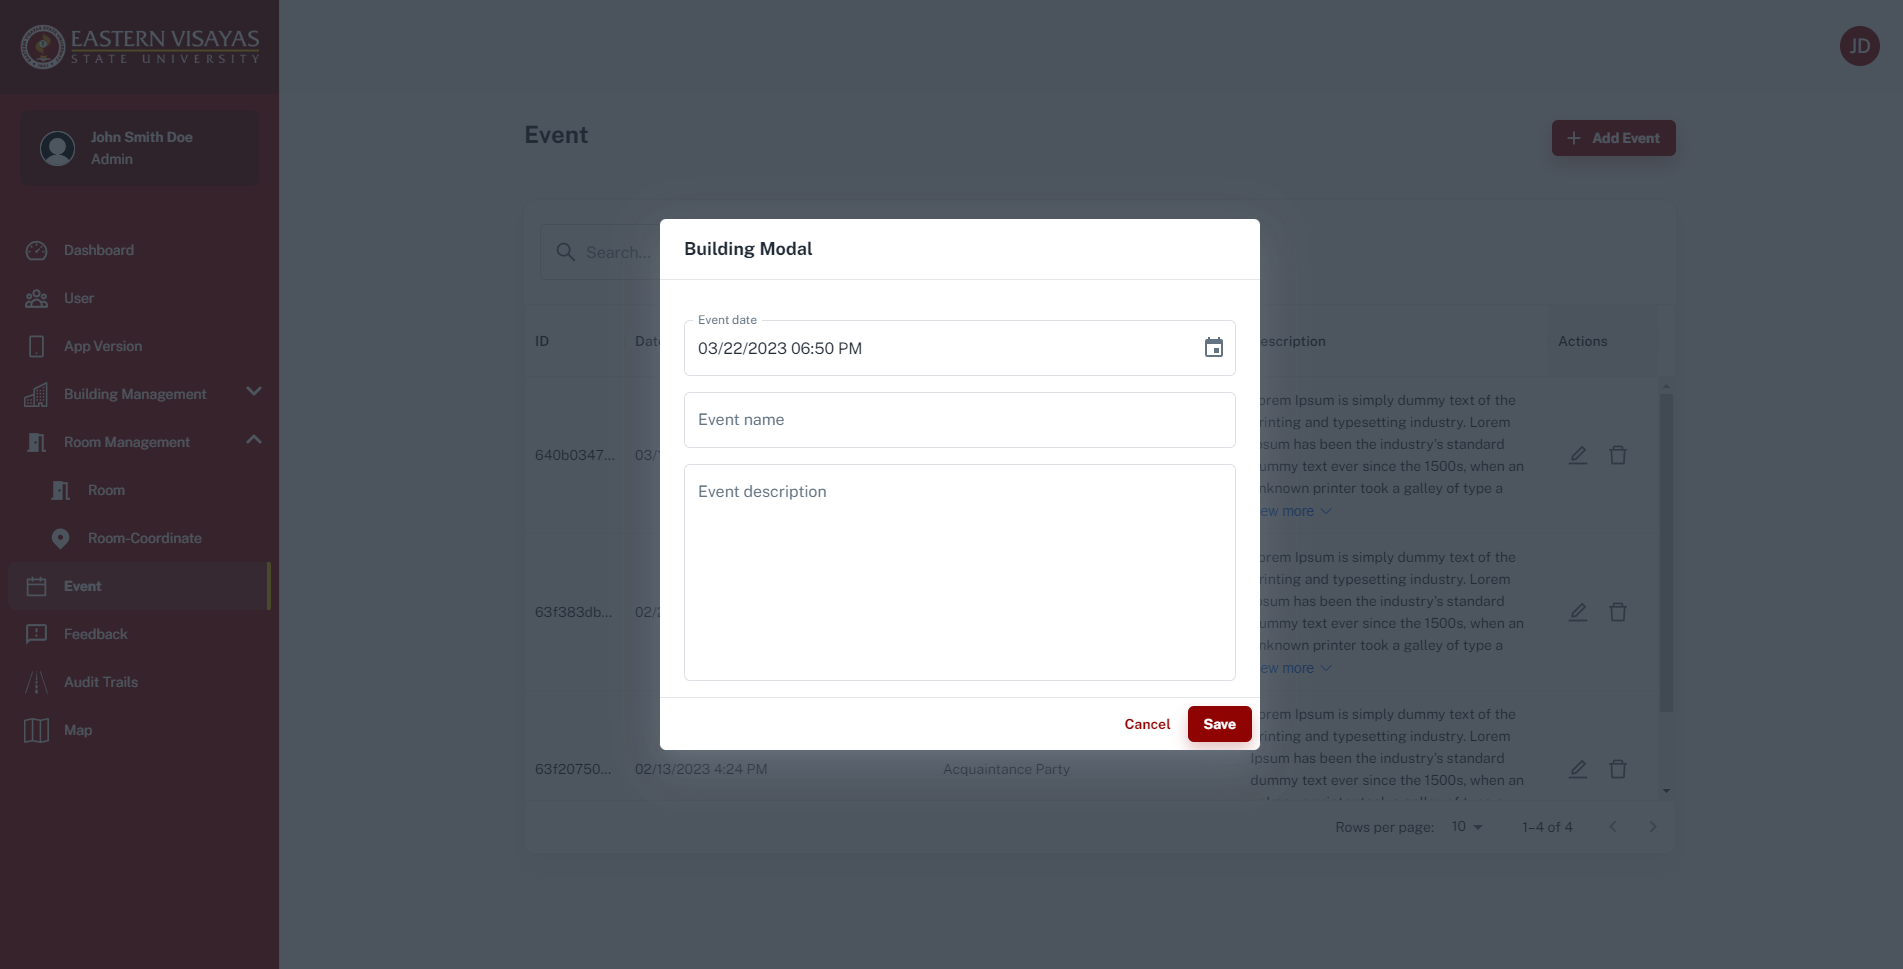 EASTERN VISAYAS
STATE UNIVERSITY
JD
John Smith Doe
Admin
Event
Add Event
Dashboard
User
App Version
Building Management
Room Management
Room
Room-Coordinate
Event
Feedback
Audit Trails
Map
Search...
ID
Date
escription
Actions
640b0347...
03/
orem Ipsum is simply dummy text of the
rinting and typesetting industry. Lorem
psum has been the industry's standard
ummy text ever since the 1500s, when an
nknown printer took a galley of type a
ew more
63f383db...
02/2
orem Ipsum is simply dummy text of the
rinting and typesetting industry. Lorem
psum has been the industry's standard
ummy text ever since the 1500s, when an
nknown printer took a galley of type a
ew more
63f20750...
02/13/2023 4:24 PM
Acquaintance Party
orem Ipsum is simply dummy text of the
rinting and typesetting industry. Lorem
Ipsum has been the industry's standard
dummy text ever since the 1500s, when an
Rows per page:
10
1–4 of 4
Building Modal
Event date
03/22/2023 06:50 PM
Event name
Event description
Cancel
Save